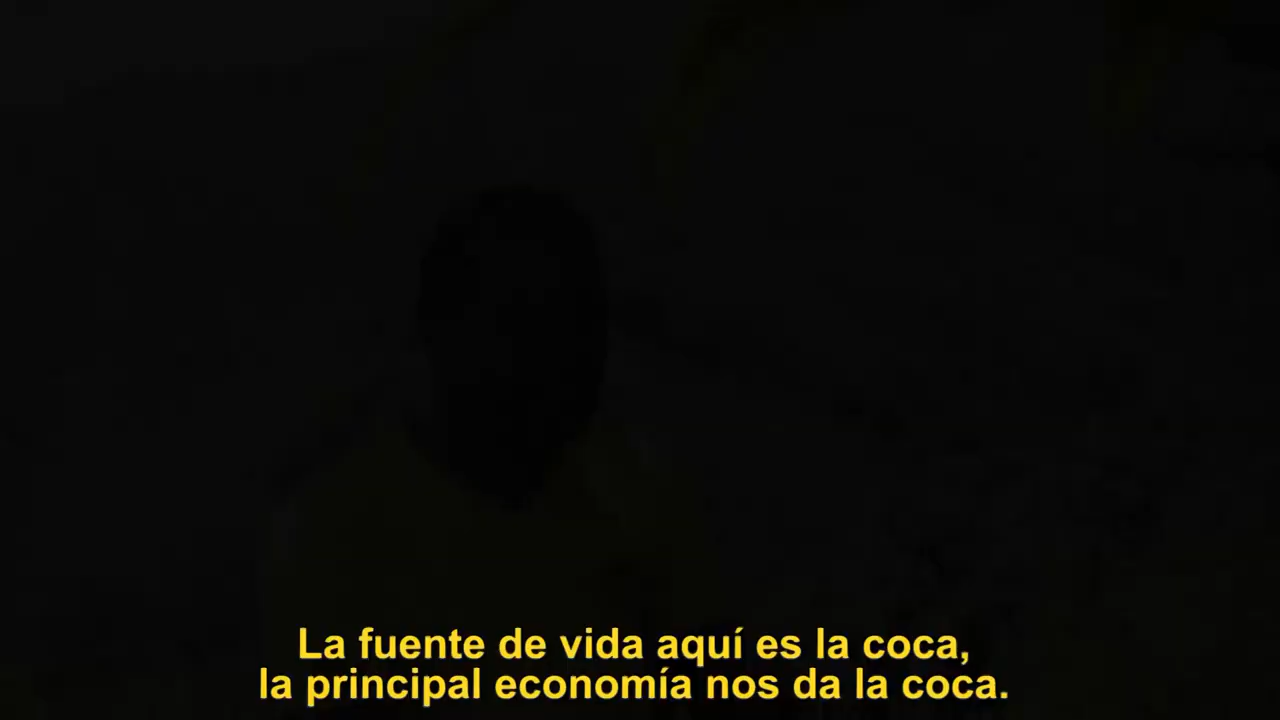 La fuente de vida aquí es la coca,
la principal economía nos da la coca.